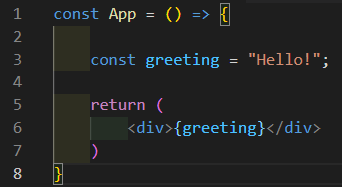 1 const App = () => {
2
3 const greeting = "Hello!";
4
5 return (
6 <div>{greeting}</div>
7 )
8 }